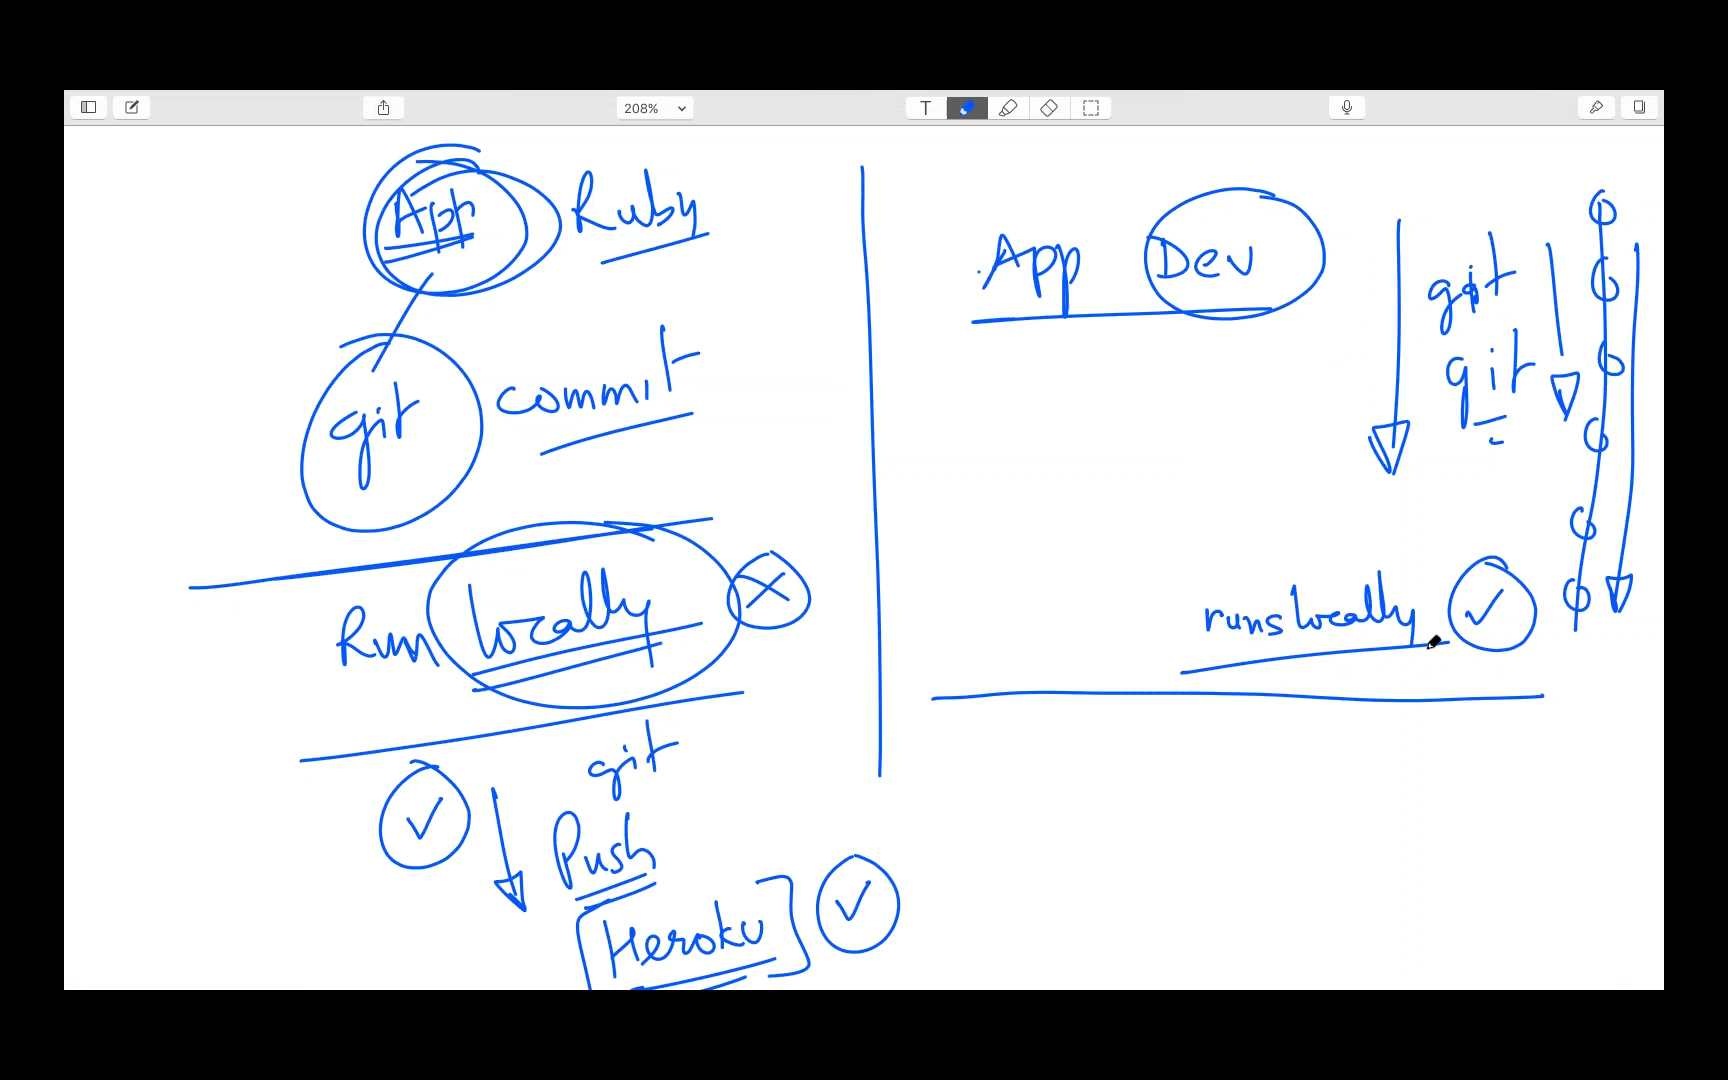 208%
T
App Ruby
git commit
Run locally
git
Push
Heroku
App Dev
git
git
runs locally